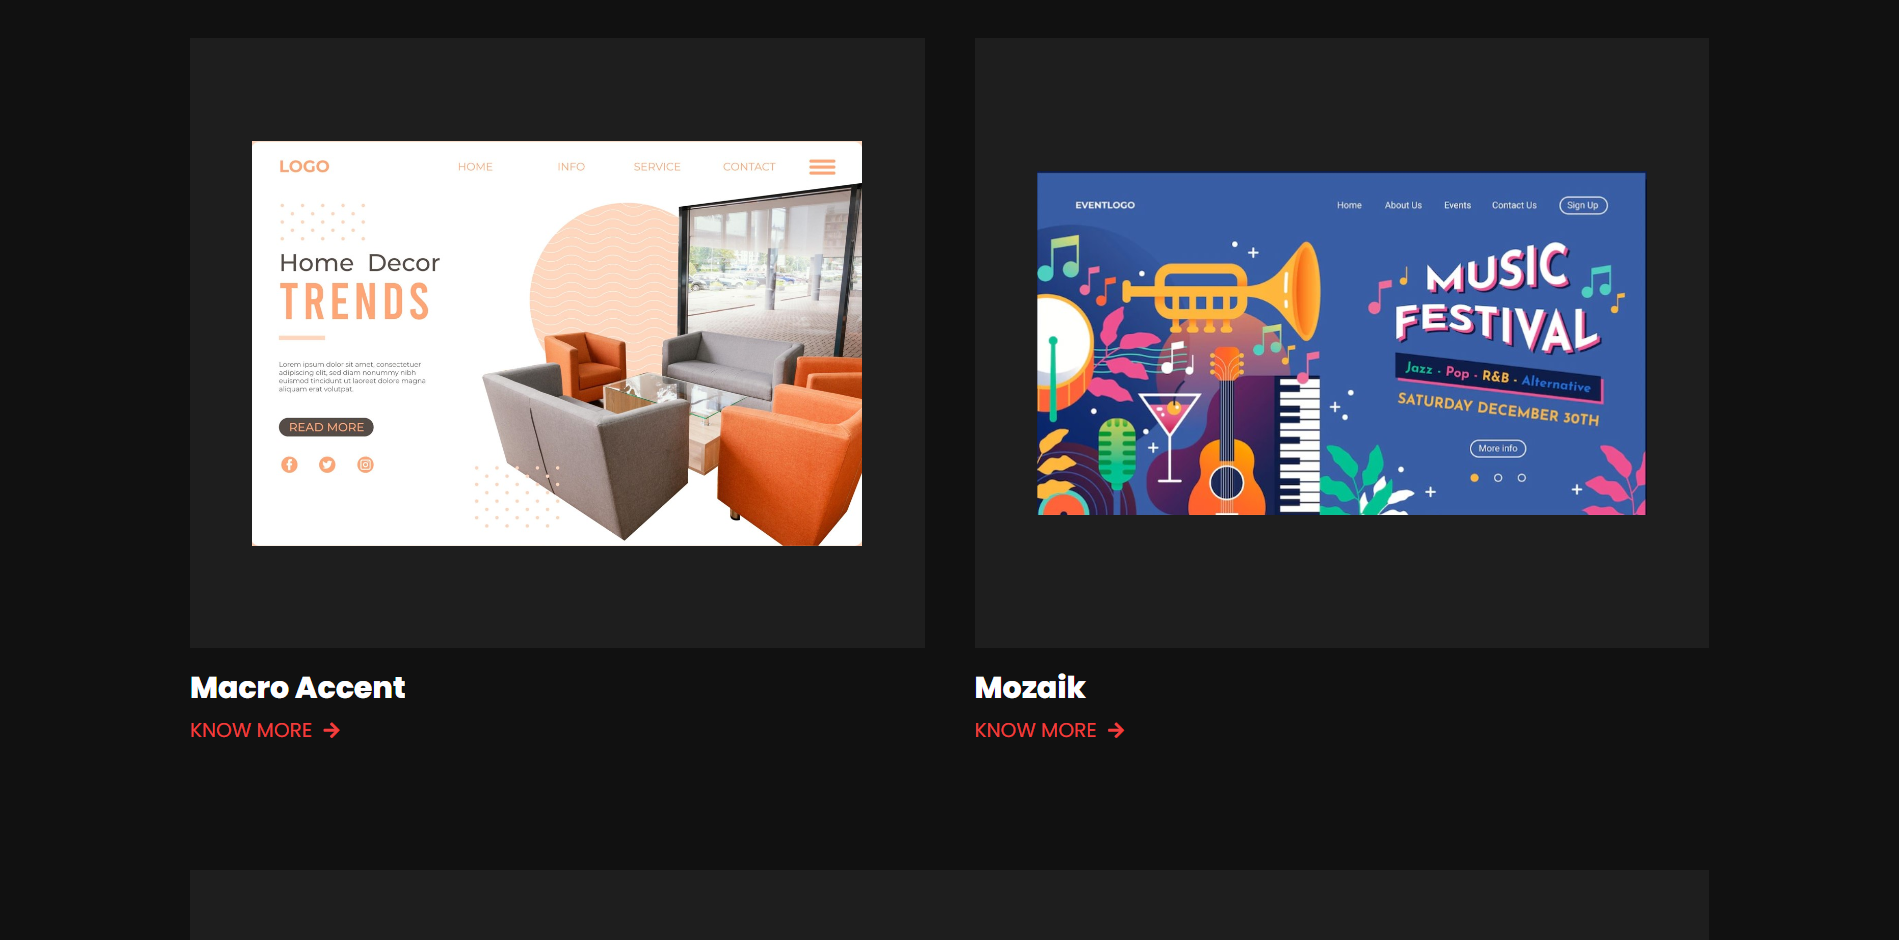 LOGO
HOME INFO SERVICE CONTACT
Home Decor
TRENDS
Lorem ipsum dolor sit amet, consectetuer
adipiscing elit, sed diam nonummy nibh
euismod tincidunt ut laoreet dolore magna
aliquam erat volutpat.
READ MORE
EVENTLOGO
Home About Us Events Contact Us Sign Up
MUSIC
FESTIVAL
Jazz - Pop - R&B - Alternative
SATURDAY DECEMBER 30TH
More info
Macro Accent
KNOW MORE →
Mozaik
KNOW MORE →